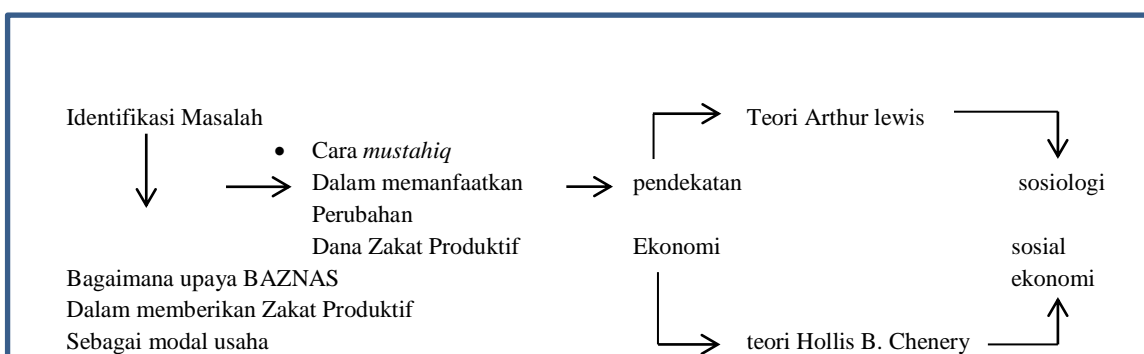 Identifikasi Masalah
Teori Arthur lewis
• Cara mustahiq
Dalam memanfaatkan
pendekatan
sosiologi
Perubahan
Dana Zakat Produktif
Ekonomi
sosial
Bagaimana upaya BAZNAS
ekonomi
Dalam memberikan Zakat Produktif
Sebagai modal usaha
teori Hollis B. Chenery